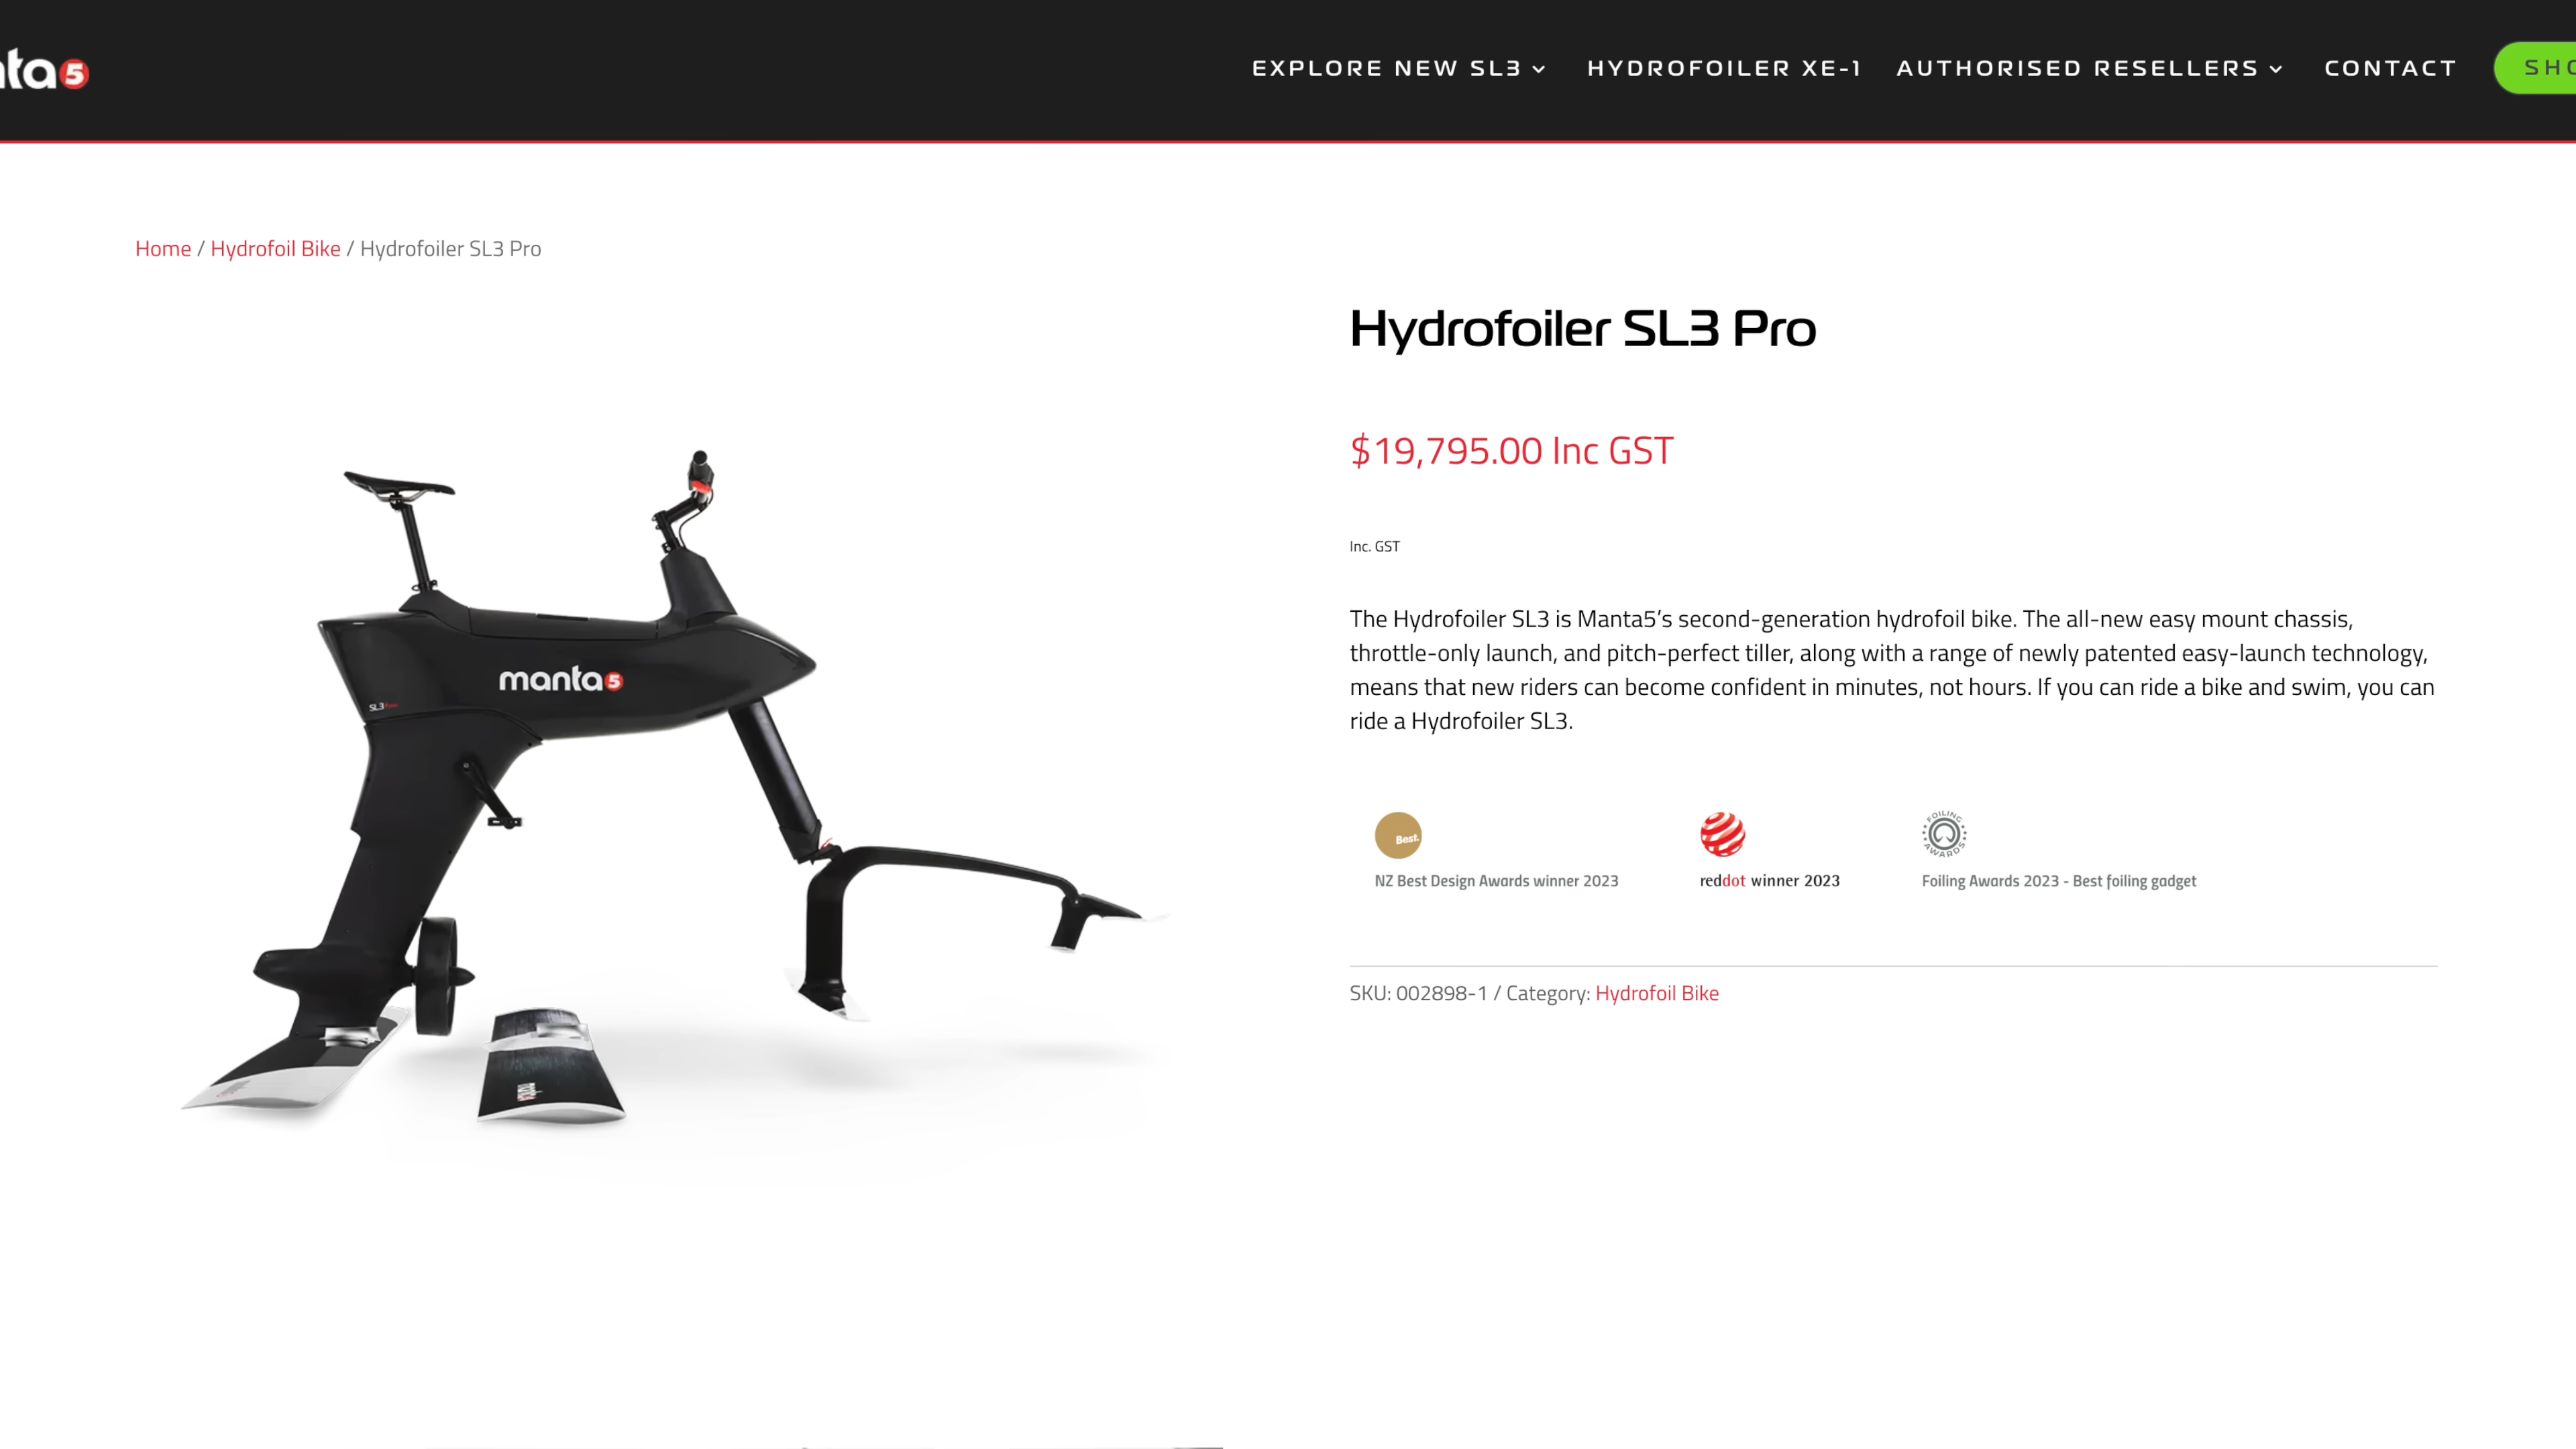 ta5
EXPLORE NEW SL3
HYDROFOILER XE-1
AUTHORISED RESELLERS
CONTACT
SHO
Home / Hydrofoil Bike / Hydrofoiler SL3 Pro
manta5
SL3
Hydrofoiler SL3 Pro
$19,795.00 Inc GST
Inc. GST
The Hydrofoiler SL3 is Manta5’s second-generation hydrofoil bike. The all-new easy mount chassis,
throttle-only launch, and pitch-perfect tiller, along with a range of newly patented easy-launch technology,
means that new riders can become confident in minutes, not hours. If you can ride a bike and swim, you can
ride a Hydrofoiler SL3.
Best.
NZ Best Design Awards winner 2023
reddot winner 2023
FOILING AWARDS
Foiling Awards 2023 - Best foiling gadget
SKU: 002898-1 / Category: Hydrofoil Bike